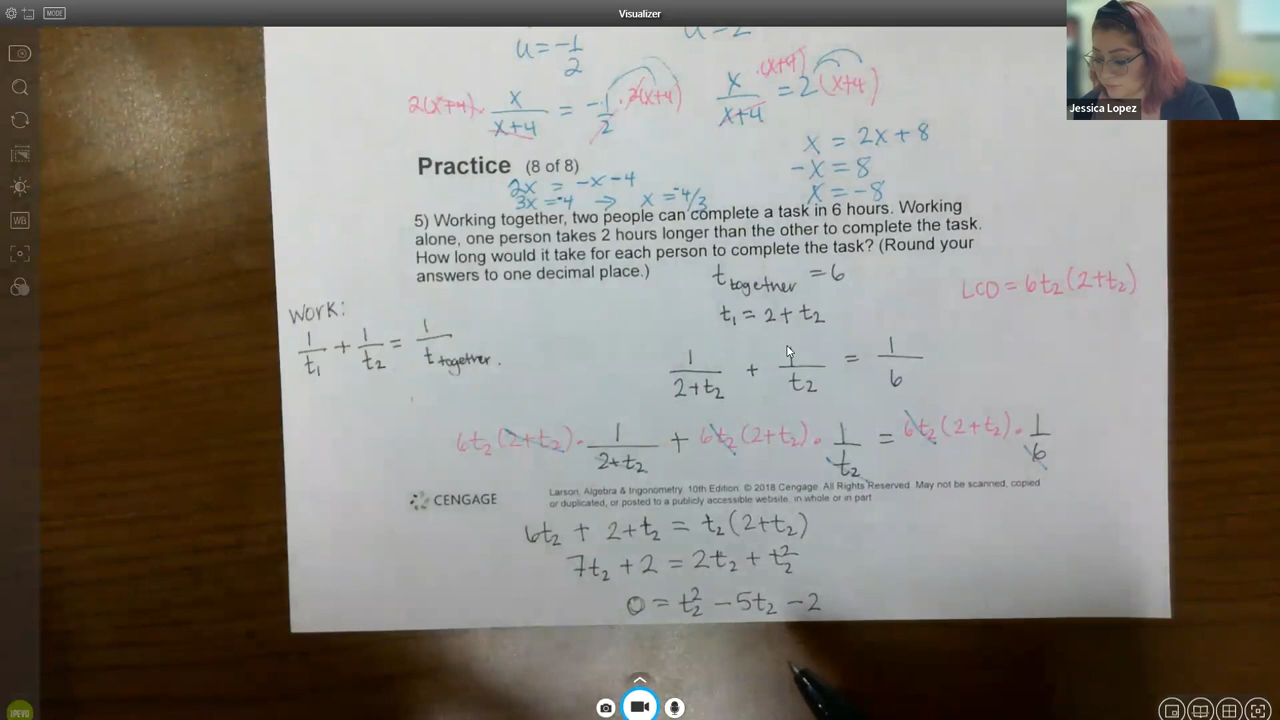 MODE
Visualizer
WB
IPEVO
Jessica Lopez
u = -1/2
2(x+4) · x/(x+4) = -1/2 · 2(x+4)
x/(x+4) · (x+4) = 2(x+4)
x = 2x + 8
-x = 8
x = -8
Practice (8 of 8)
2x = -x - 4
3x = -4 → x = -4/3
5) Working together, two people can complete a task in 6 hours. Working
alone, one person takes 2 hours longer than the other to complete the task.
How long would it take for each person to complete the task? (Round your
answers to one decimal place.)
t together = 6
t₁ = 2 + t₂
LCD = 6t₂(2+t₂)
Work:
1/t₁ + 1/t₂ = 1/t together.
1/(2+t₂) + 1/t₂ = 1/6
6t₂(2+t₂) · 1/(2+t₂) + 6t₂(2+t₂) · 1/t₂ = 6t₂(2+t₂) · 1/6
CENGAGE
Larson, Algebra & Trigonometry, 10th Edition. © 2018 Cengage. All Rights Reserved. May not be scanned, copied
or duplicated, or posted to a publicly accessible website, in whole or in part
6t₂ + 2+t₂ = t₂(2+t₂)
7t₂ + 2 = 2t₂ + t₂²
0 = t₂² - 5t₂ - 2